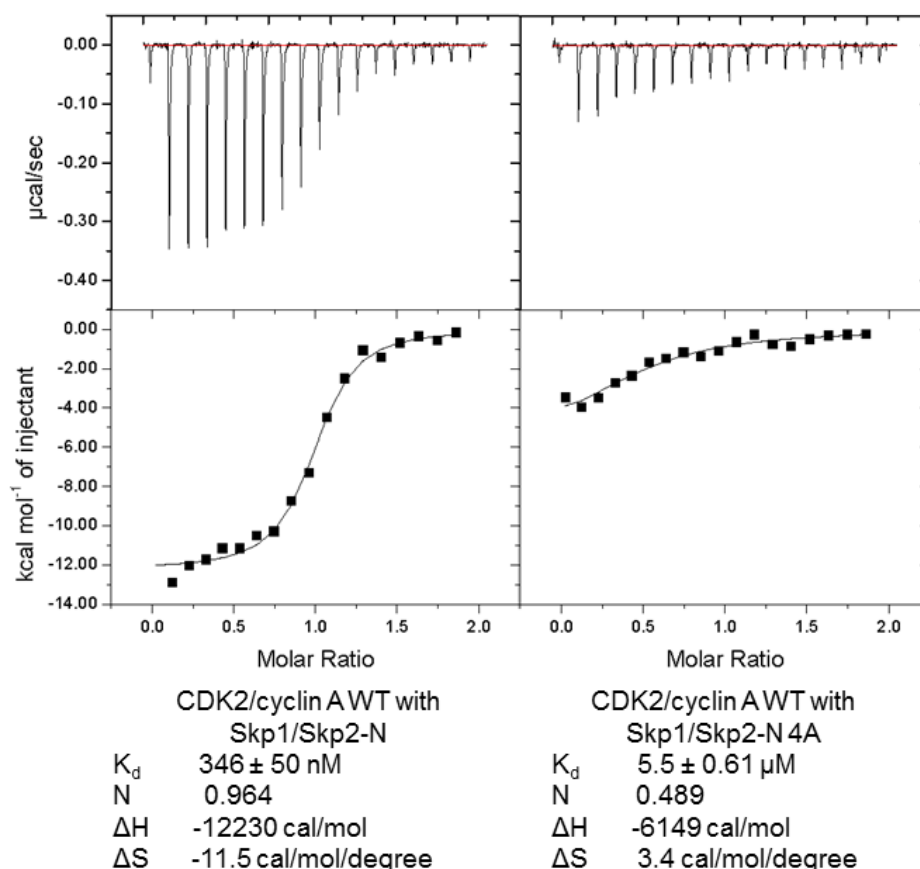 0.00
-0.10
-0.20
-0.30
-0.40
µcal/sec
0.00
-2.00
-4.00
-6.00
-8.00
-10.00
-12.00
-14.00
kcal mol⁻¹ of injectant
0.0 0.5 1.0 1.5 2.0
0.0 0.5 1.0 1.5 2.0
Molar Ratio
Molar Ratio
CDK2/cyclin A WT with
Skp1/Skp2-N
Kd 346 ± 50 nM
N 0.964
ΔH -12230 cal/mol
ΔS -11.5 cal/mol/degree
CDK2/cyclin A WT with
Skp1/Skp2-N 4A
Kd 5.5 ± 0.61 µM
N 0.489
ΔH -6149 cal/mol
ΔS 3.4 cal/mol/degree